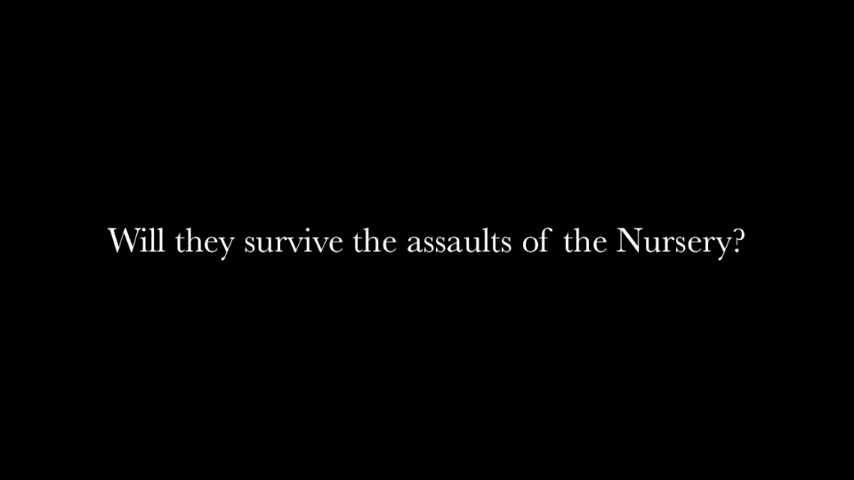 Will they survive the assaults of the Nursery?